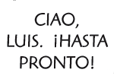 CIAO,
LUIS. ¡HASTA
PRONTO!